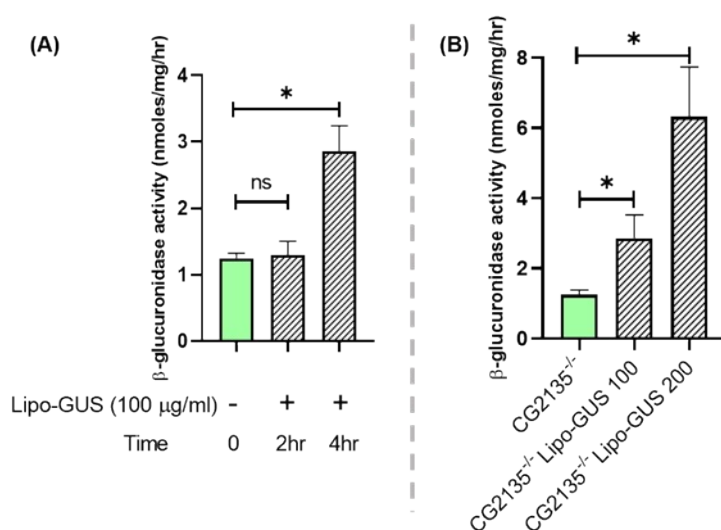 (A)
β-glucuronidase activity (nmoles/mg/hr)
4
3
2
1
0
*
ns
Lipo-GUS (100 μg/ml) - + +
Time 0 2hr 4hr
(B)
β-glucuronidase activity (nmoles/mg/hr)
8
6
4
2
0
*
*
CG2135⁻/⁻
CG2135⁻/⁻ Lipo-GUS 100
CG2135⁻/⁻ Lipo-GUS 200